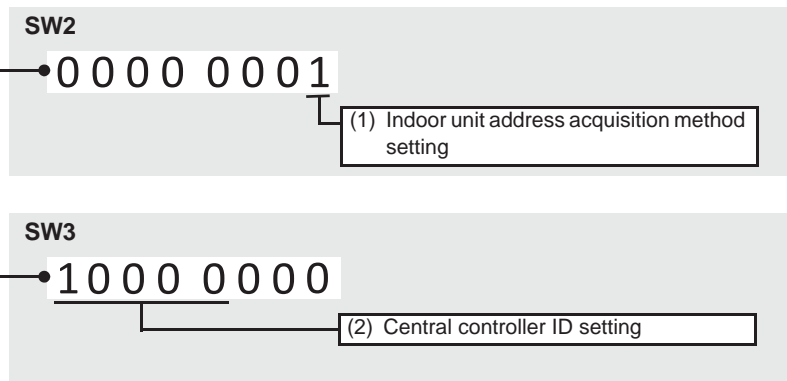 SW2
0000 0001
(1) Indoor unit address acquisition method
setting
SW3
1000 0000
(2) Central controller ID setting